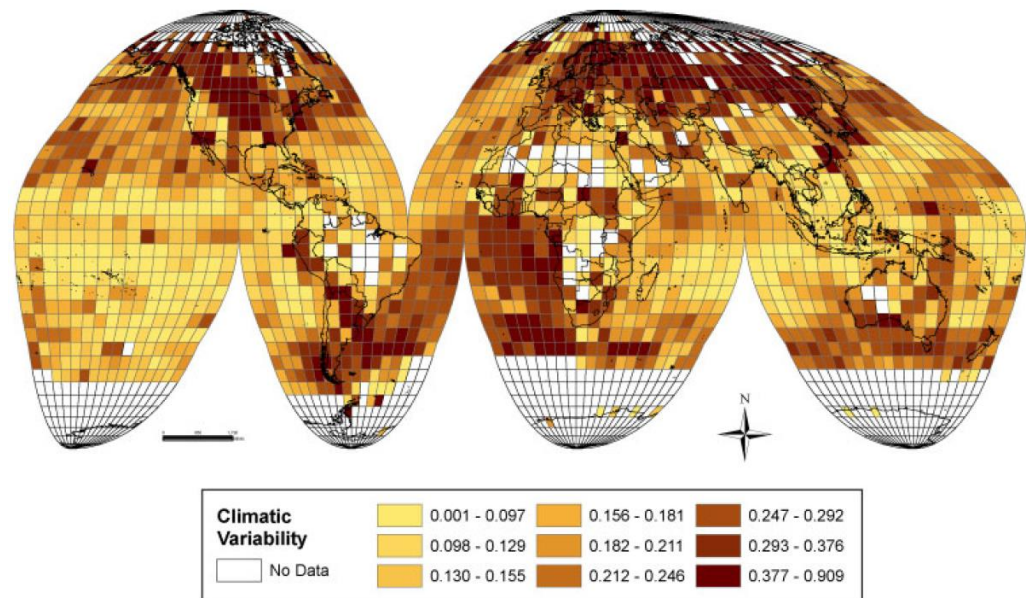 N
Climatic
Variability
No Data
0.001 - 0.097
0.098 - 0.129
0.130 - 0.155
0.156 - 0.181
0.182 - 0.211
0.212 - 0.246
0.247 - 0.292
0.293 - 0.376
0.377 - 0.909